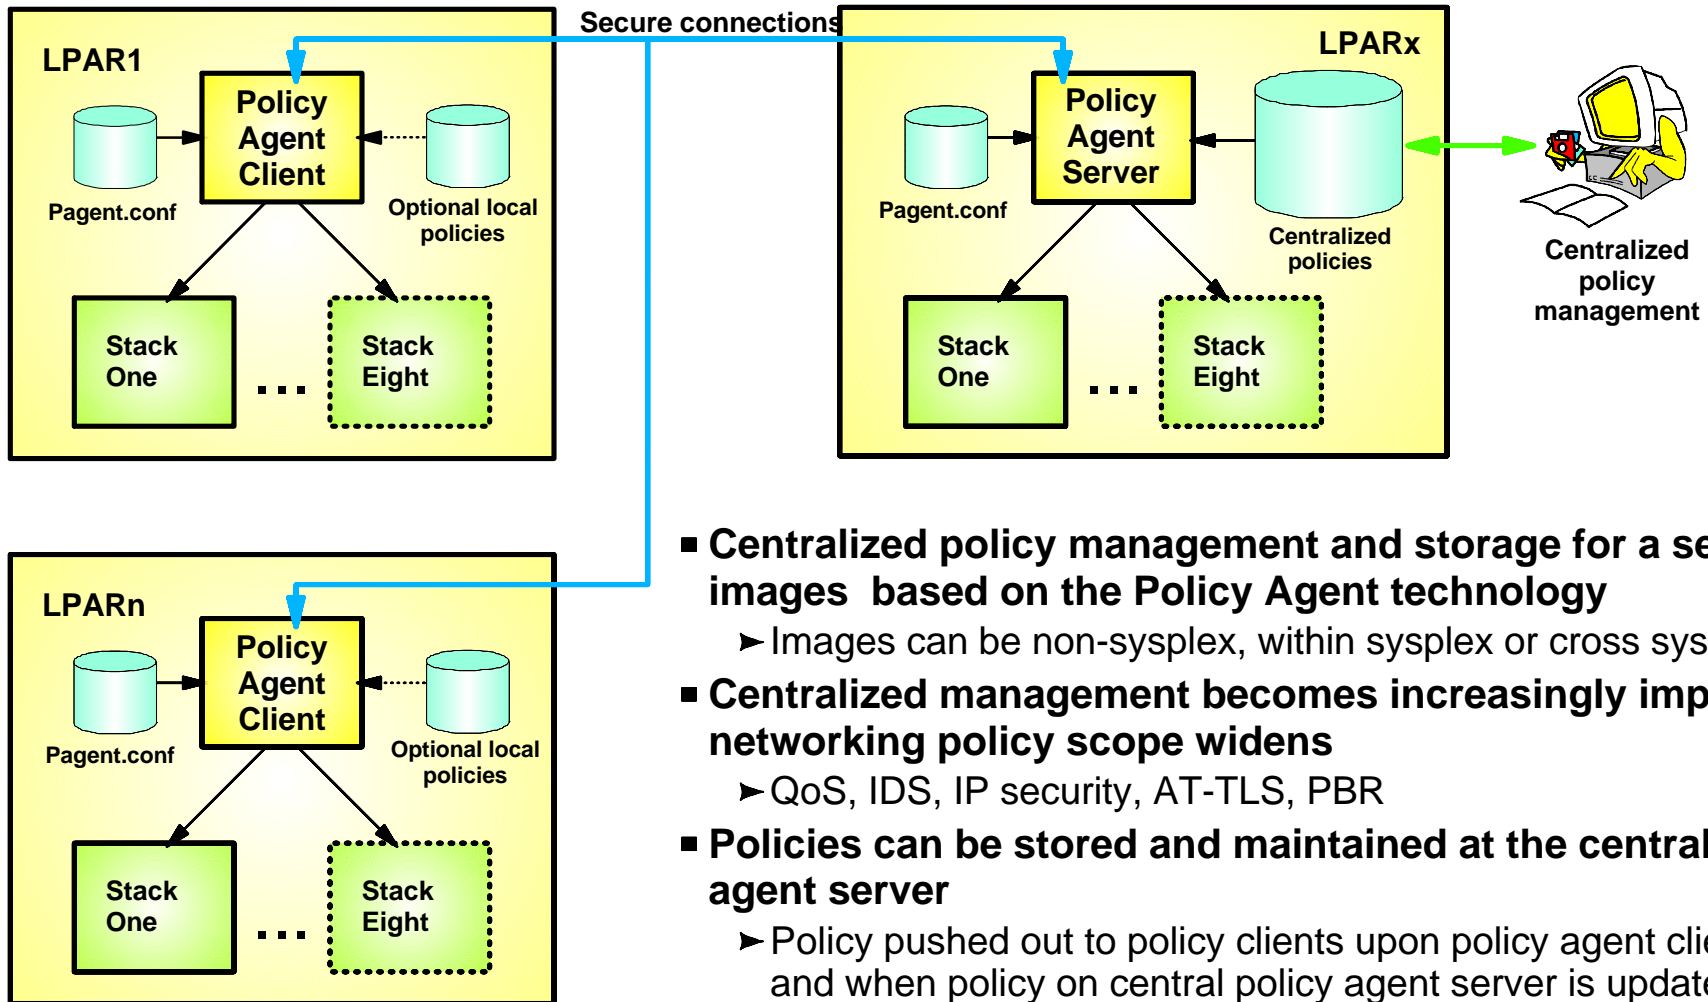 Secure connections
LPAR1
Policy
Agent
Client
Pagent.conf
Optional local
policies
Stack
One
...
Stack
Eight
LPARx
Policy
Agent
Server
Pagent.conf
Centralized
policies
Stack
One
...
Stack
Eight
Centralized
policy
management
LPARn
Policy
Agent
Client
Pagent.conf
Optional local
policies
Stack
One
...
Stack
Eight
■ Centralized policy management and storage for a
images based on the Policy Agent technology
➤ Images can be non-sysplex, within sysplex or cross
■ Centralized management becomes increasingly
networking policy scope widens
➤ QoS, IDS, IP security, AT-TLS, PBR
■ Policies can be stored and maintained at the central
agent server
➤ Policy pushed out to policy clients upon policy agent
and when policy on central policy agent server is